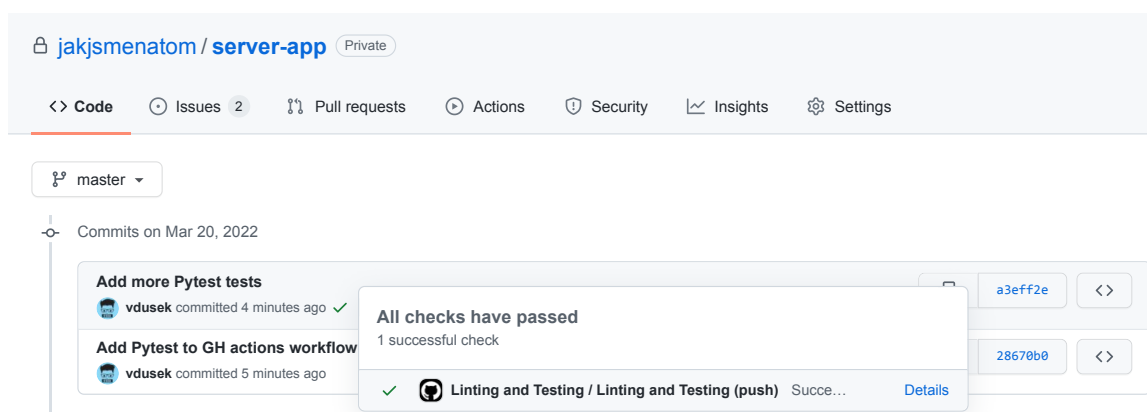 jakjsmenatom / server-app Private
<> Code Issues 2 Pull requests Actions Security Insights Settings
master
Commits on Mar 20, 2022
Add more Pytest tests
vdusek committed 4 minutes ago
a3eff2e <>
All checks have passed
1 successful check
Add Pytest to GH actions workflow
vdusek committed 5 minutes ago
28670b0 <>
Linting and Testing / Linting and Testing (push) Succe… Details